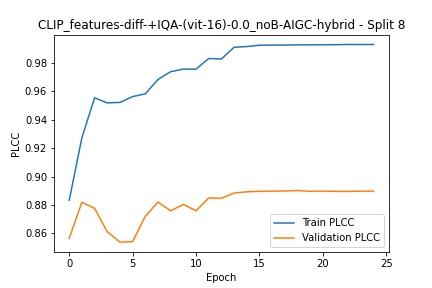 CLIP_features-diff-+IQA-(vit-16)-0.0_noB-AIGC-hybrid - Split 8
0.98
0.96
0.94
0.92
0.90
0.88
0.86
PLCC
Train PLCC
Validation PLCC
0 5 10 15 20 25
Epoch